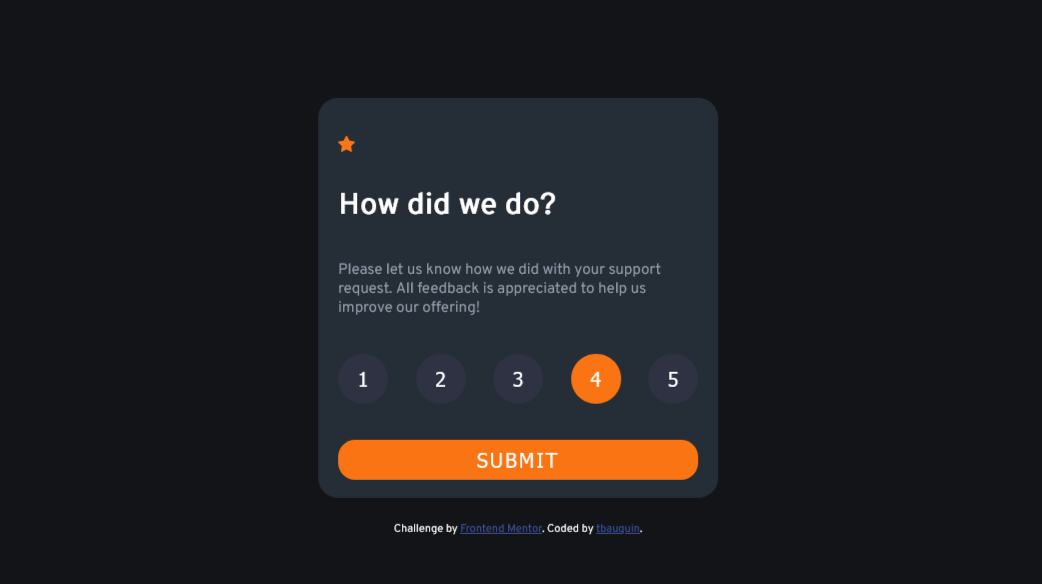 How did we do?
Please let us know how we did with your support
request. All feedback is appreciated to help us
improve our offering!
1 2 3 4 5
SUBMIT
Challenge by Frontend Mentor. Coded by tbauquin.